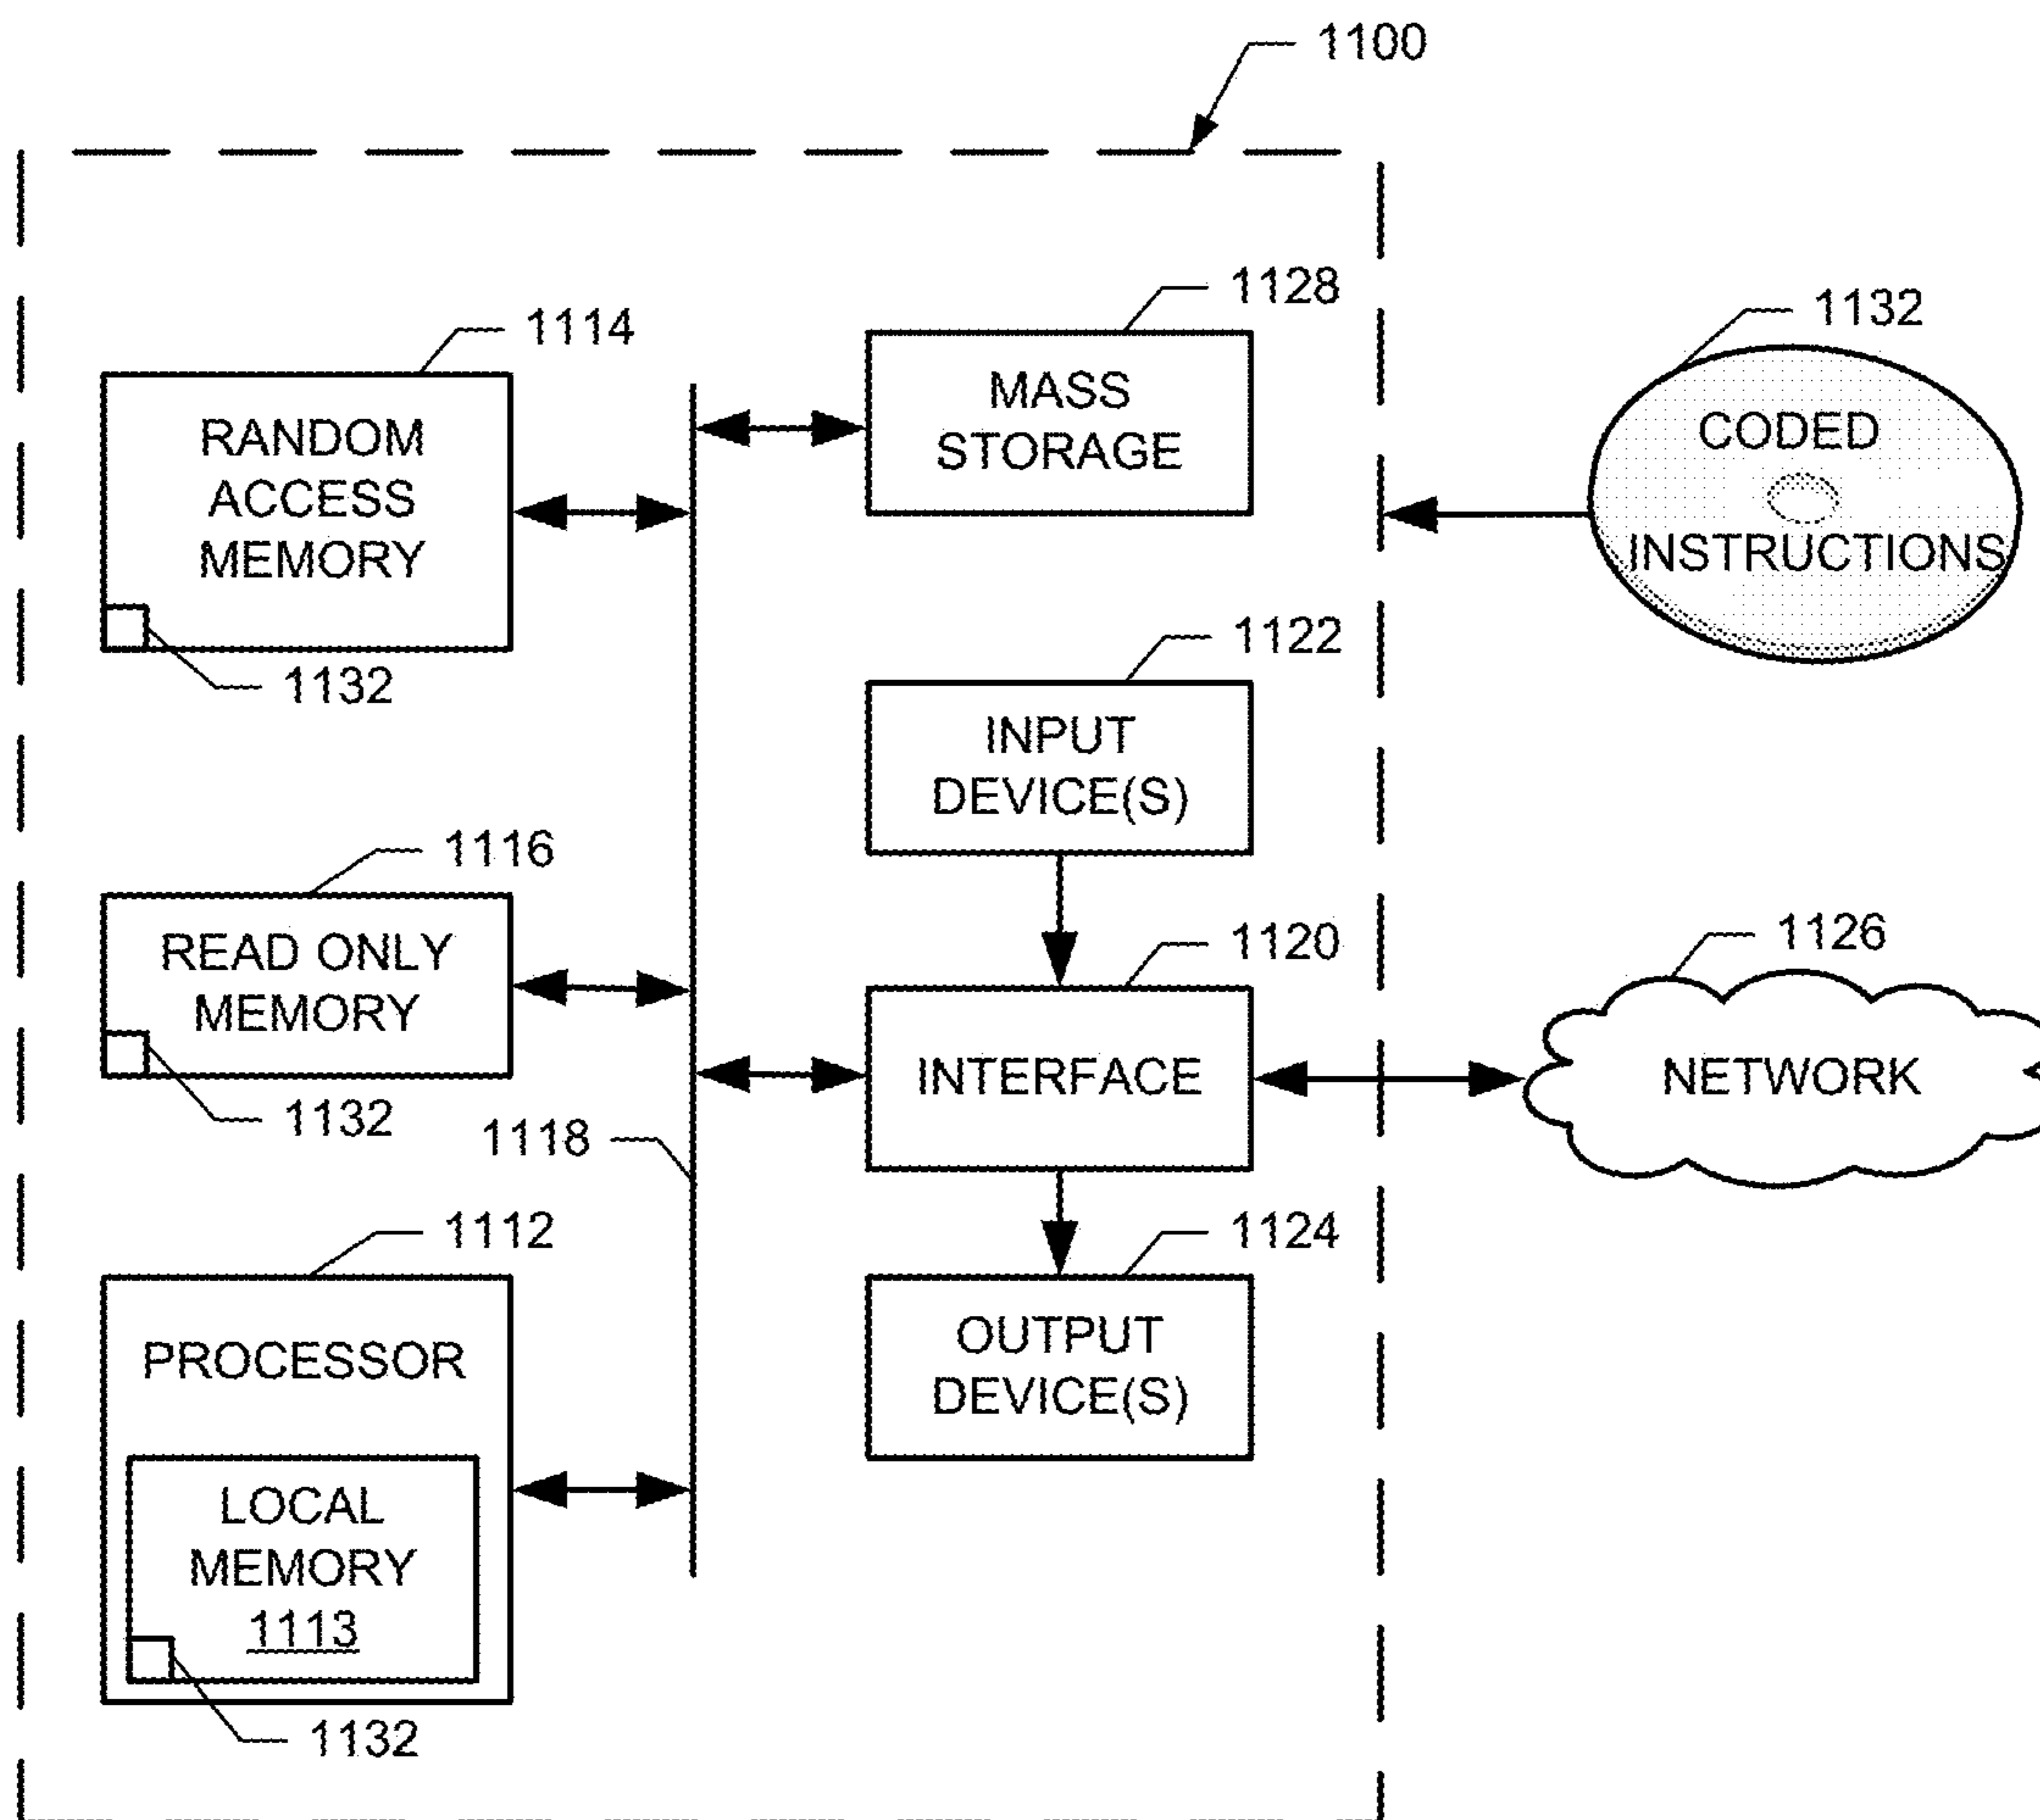 1100
1128
MASS
STORAGE
1114
RANDOM
ACCESS
MEMORY
1132
1132
CODED
INSTRUCTIONS
1122
INPUT
DEVICE(S)
1116
READ ONLY
MEMORY
1132
1120
INTERFACE
1126
NETWORK
1118
1112
PROCESSOR
LOCAL
MEMORY
1113
1132
1124
OUTPUT
DEVICE(S)